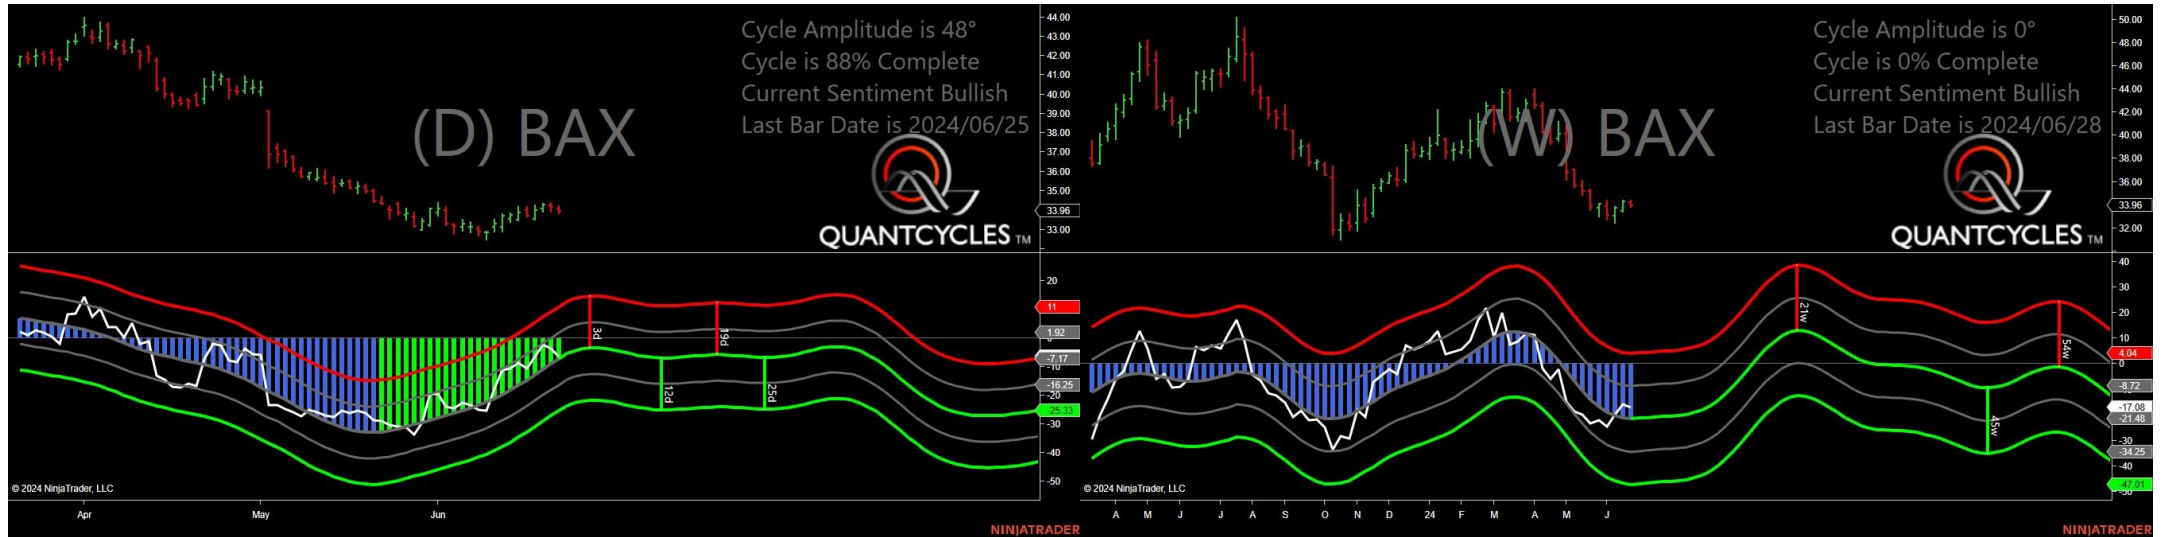 Cycle Amplitude is 48°
Cycle is 88% Complete
Current Sentiment Bullish
Last Bar Date is 2024/06/25
(D) BAX
QUANTCYCLES TM
44.00
43.00
42.00
41.00
40.00
39.00
38.00
37.00
36.00
35.00
33.96
33.00
20
11
1.92
0
-7.17
-10
-16.25
-20
-25.33
-30
-40
-50
3d
12d
19d
25d
© 2024 NinjaTrader, LLC
Apr May Jun
NINJATRADER
Cycle Amplitude is 0°
Cycle is 0% Complete
Current Sentiment Bullish
Last Bar Date is 2024/06/28
(W) BAX
QUANTCYCLES TM
50.00
48.00
46.00
44.00
42.00
40.00
38.00
36.00
33.96
32.00
40
30
20
10
4.04
0
-8.72
-17.08
-21.48
-30
-34.25
-40
-47.01
-50
21w
45w
54w
© 2024 NinjaTrader, LLC
A M J J A S O N D 24 F M A M J
NINJATRADER